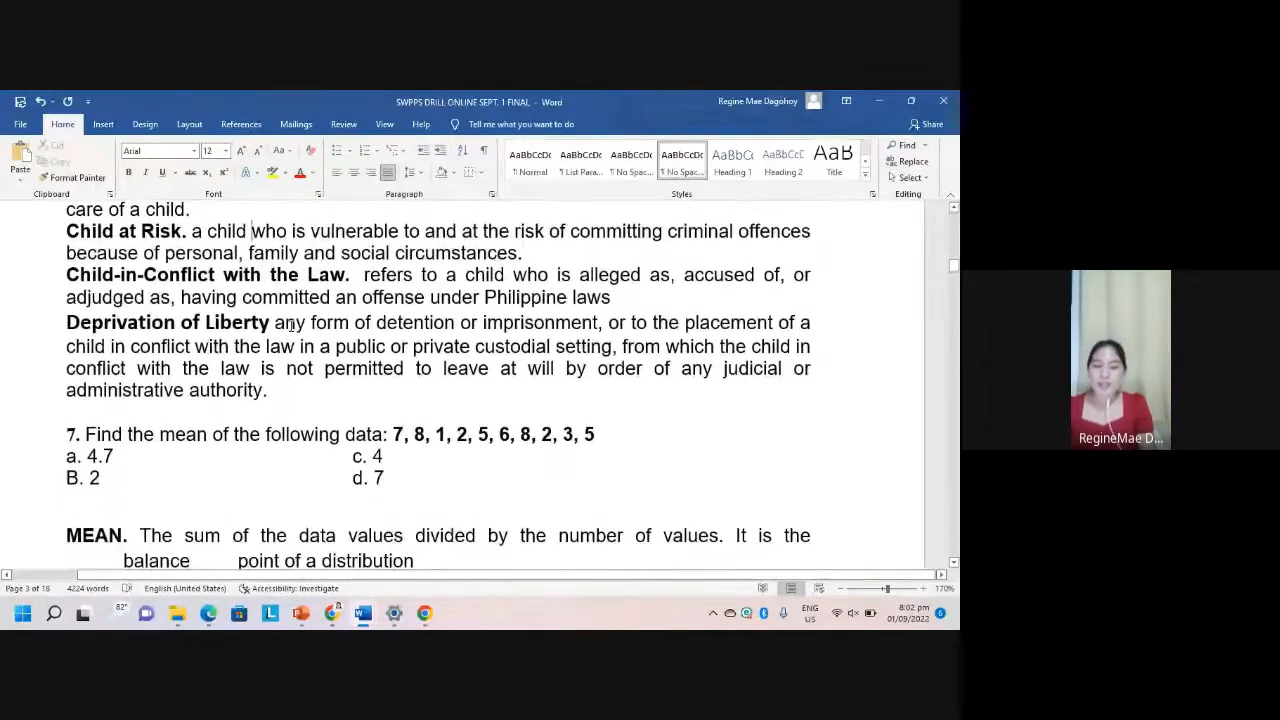 SWPPS DRILL ONLINE SEPT. 1 FINAL - Word
Regine Mae Dagohoy
File Home Insert Design Layout References Mailings Review View Help Tell me what you want to do Share
Paste
Cut
Copy
Format Painter
Clipboard
Arial 12
Font
Paragraph
AaBbCcDc AaBbCcDc AaBbCcDc AaBbCcDc AaBbCc AaBbCcD AaB
¶ Normal ¶ List Para... ¶ No Spac... ¶ No Spac... Heading 1 Heading 2 Title
Styles
Find
Replace
Select
Editing
care of a child.
Child at Risk. a child who is vulnerable to and at the risk of committing criminal offences
because of personal, family and social circumstances.
Child-in-Conflict with the Law. refers to a child who is alleged as, accused of, or
adjudged as, having committed an offense under Philippine laws
Deprivation of Liberty any form of detention or imprisonment, or to the placement of a
child in conflict with the law in a public or private custodial setting, from which the child in
conflict with the law is not permitted to leave at will by order of any judicial or
administrative authority.
7. Find the mean of the following data: 7, 8, 1, 2, 5, 6, 8, 2, 3, 5
a. 4.7 c. 4
B. 2 d. 7
MEAN. The sum of the data values divided by the number of values. It is the
balance point of a distribution
Page 3 of 18 4224 words English (United States) Accessibility: Investigate 170%
82°
ENG
US
8:02 pm
01/09/2022
RegineMae D...